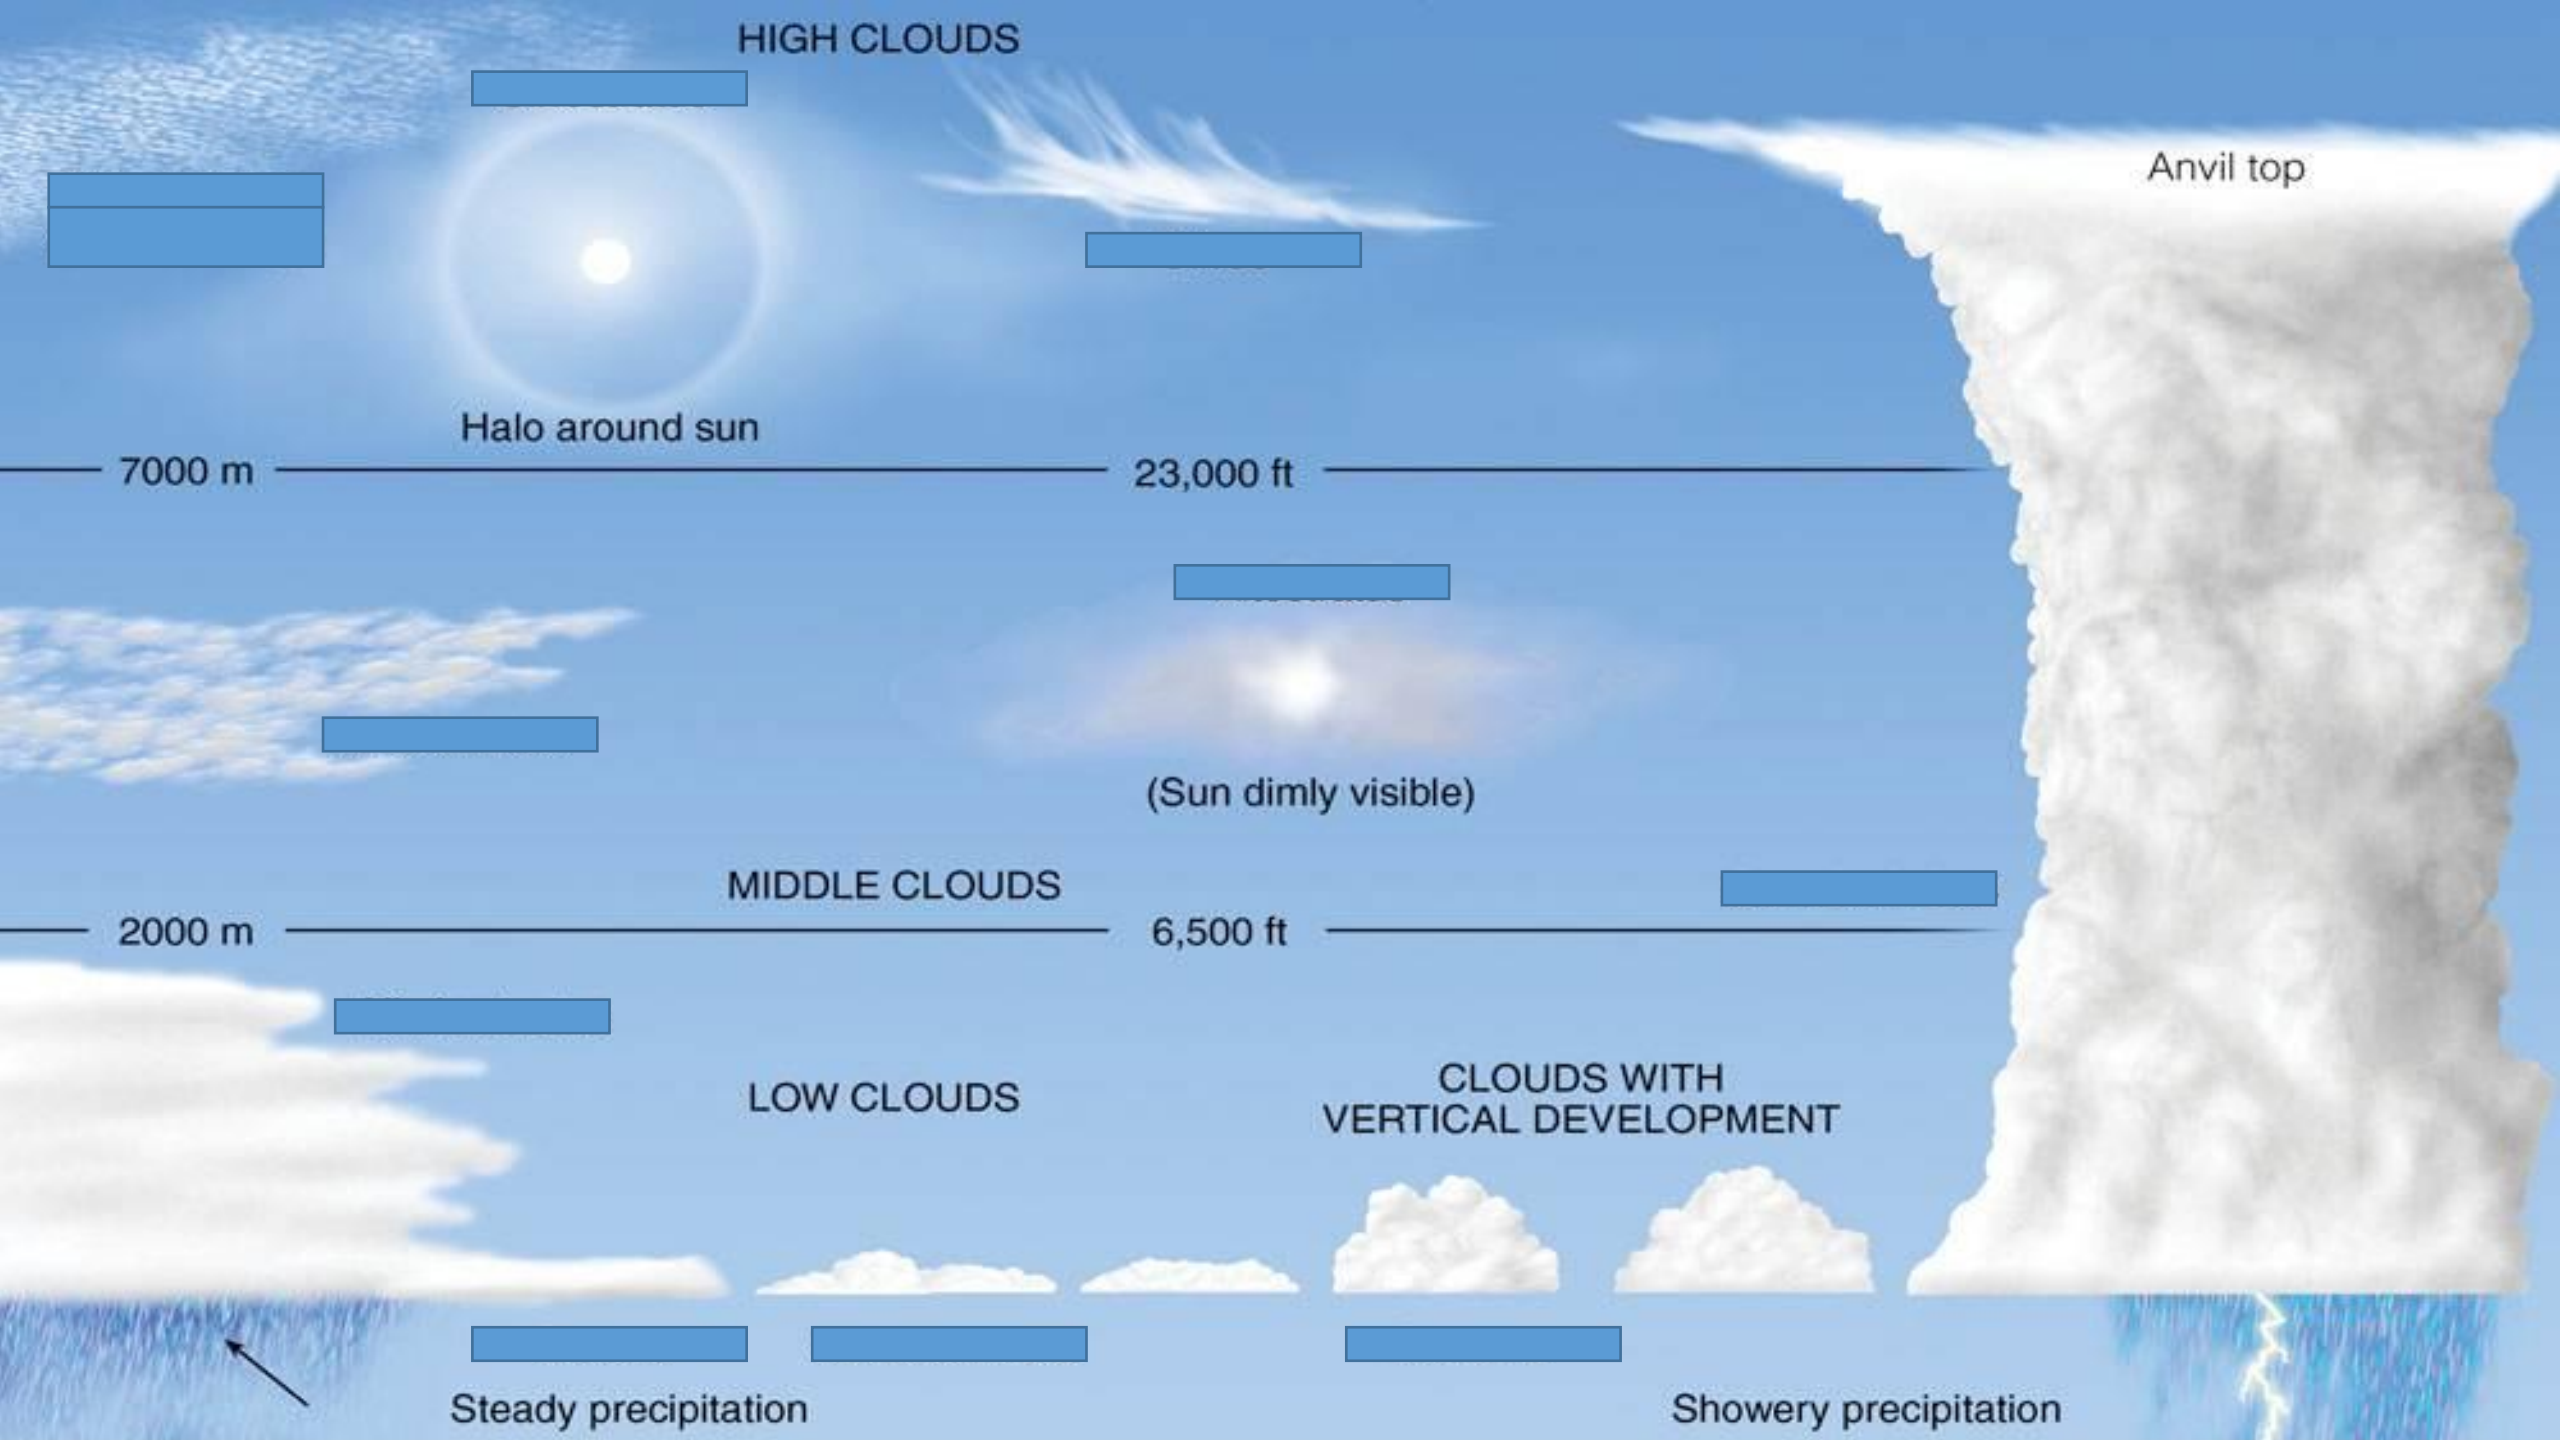 HIGH CLOUDS
Anvil top
Halo around sun
7000 m
23,000 ft
(Sun dimly visible)
MIDDLE CLOUDS
2000 m
6,500 ft
LOW CLOUDS
CLOUDS WITH
VERTICAL DEVELOPMENT
Steady precipitation
Showery precipitation